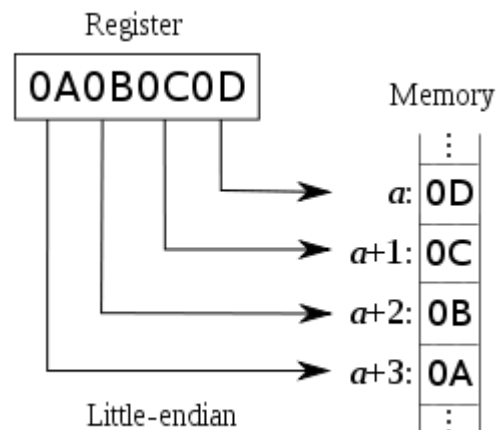 Register
0A0B0C0D
Memory
⋮
a: 0D
a+1: 0C
a+2: 0B
a+3: 0A
⋮
Little-endian